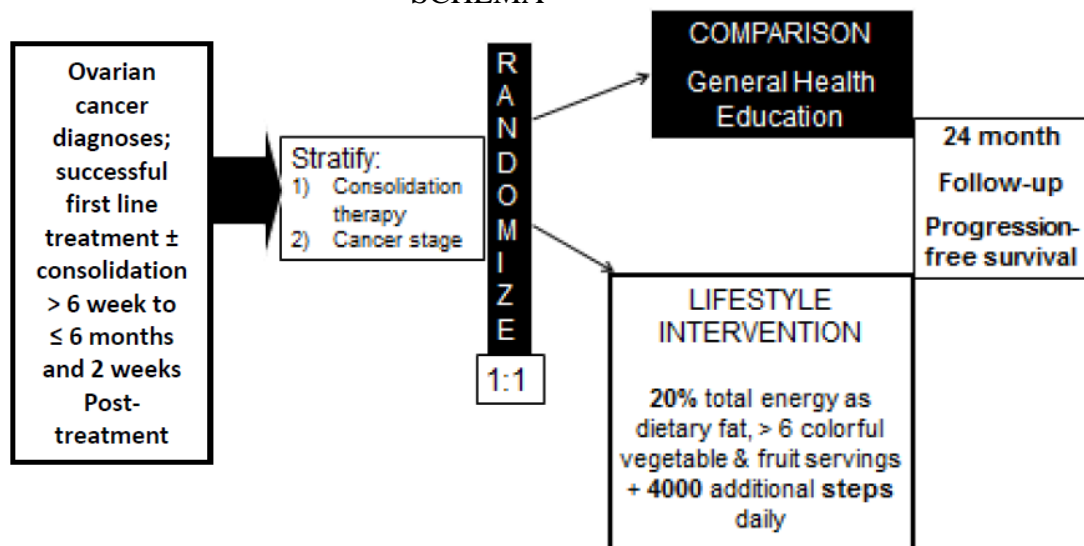 SCHEMA
Ovarian
cancer
diagnoses;
successful
first line
treatment ±
consolidation
> 6 week to
≤ 6 months
and 2 weeks
Post-
treatment
Stratify:
1) Consolidation
therapy
2) Cancer stage
RANDOMIZE
1:1
COMPARISON
General Health
Education
LIFESTYLE
INTERVENTION
20% total energy as
dietary fat, > 6 colorful
vegetable & fruit servings
+ 4000 additional steps
daily
24 month
Follow-up
Progression-
free survival